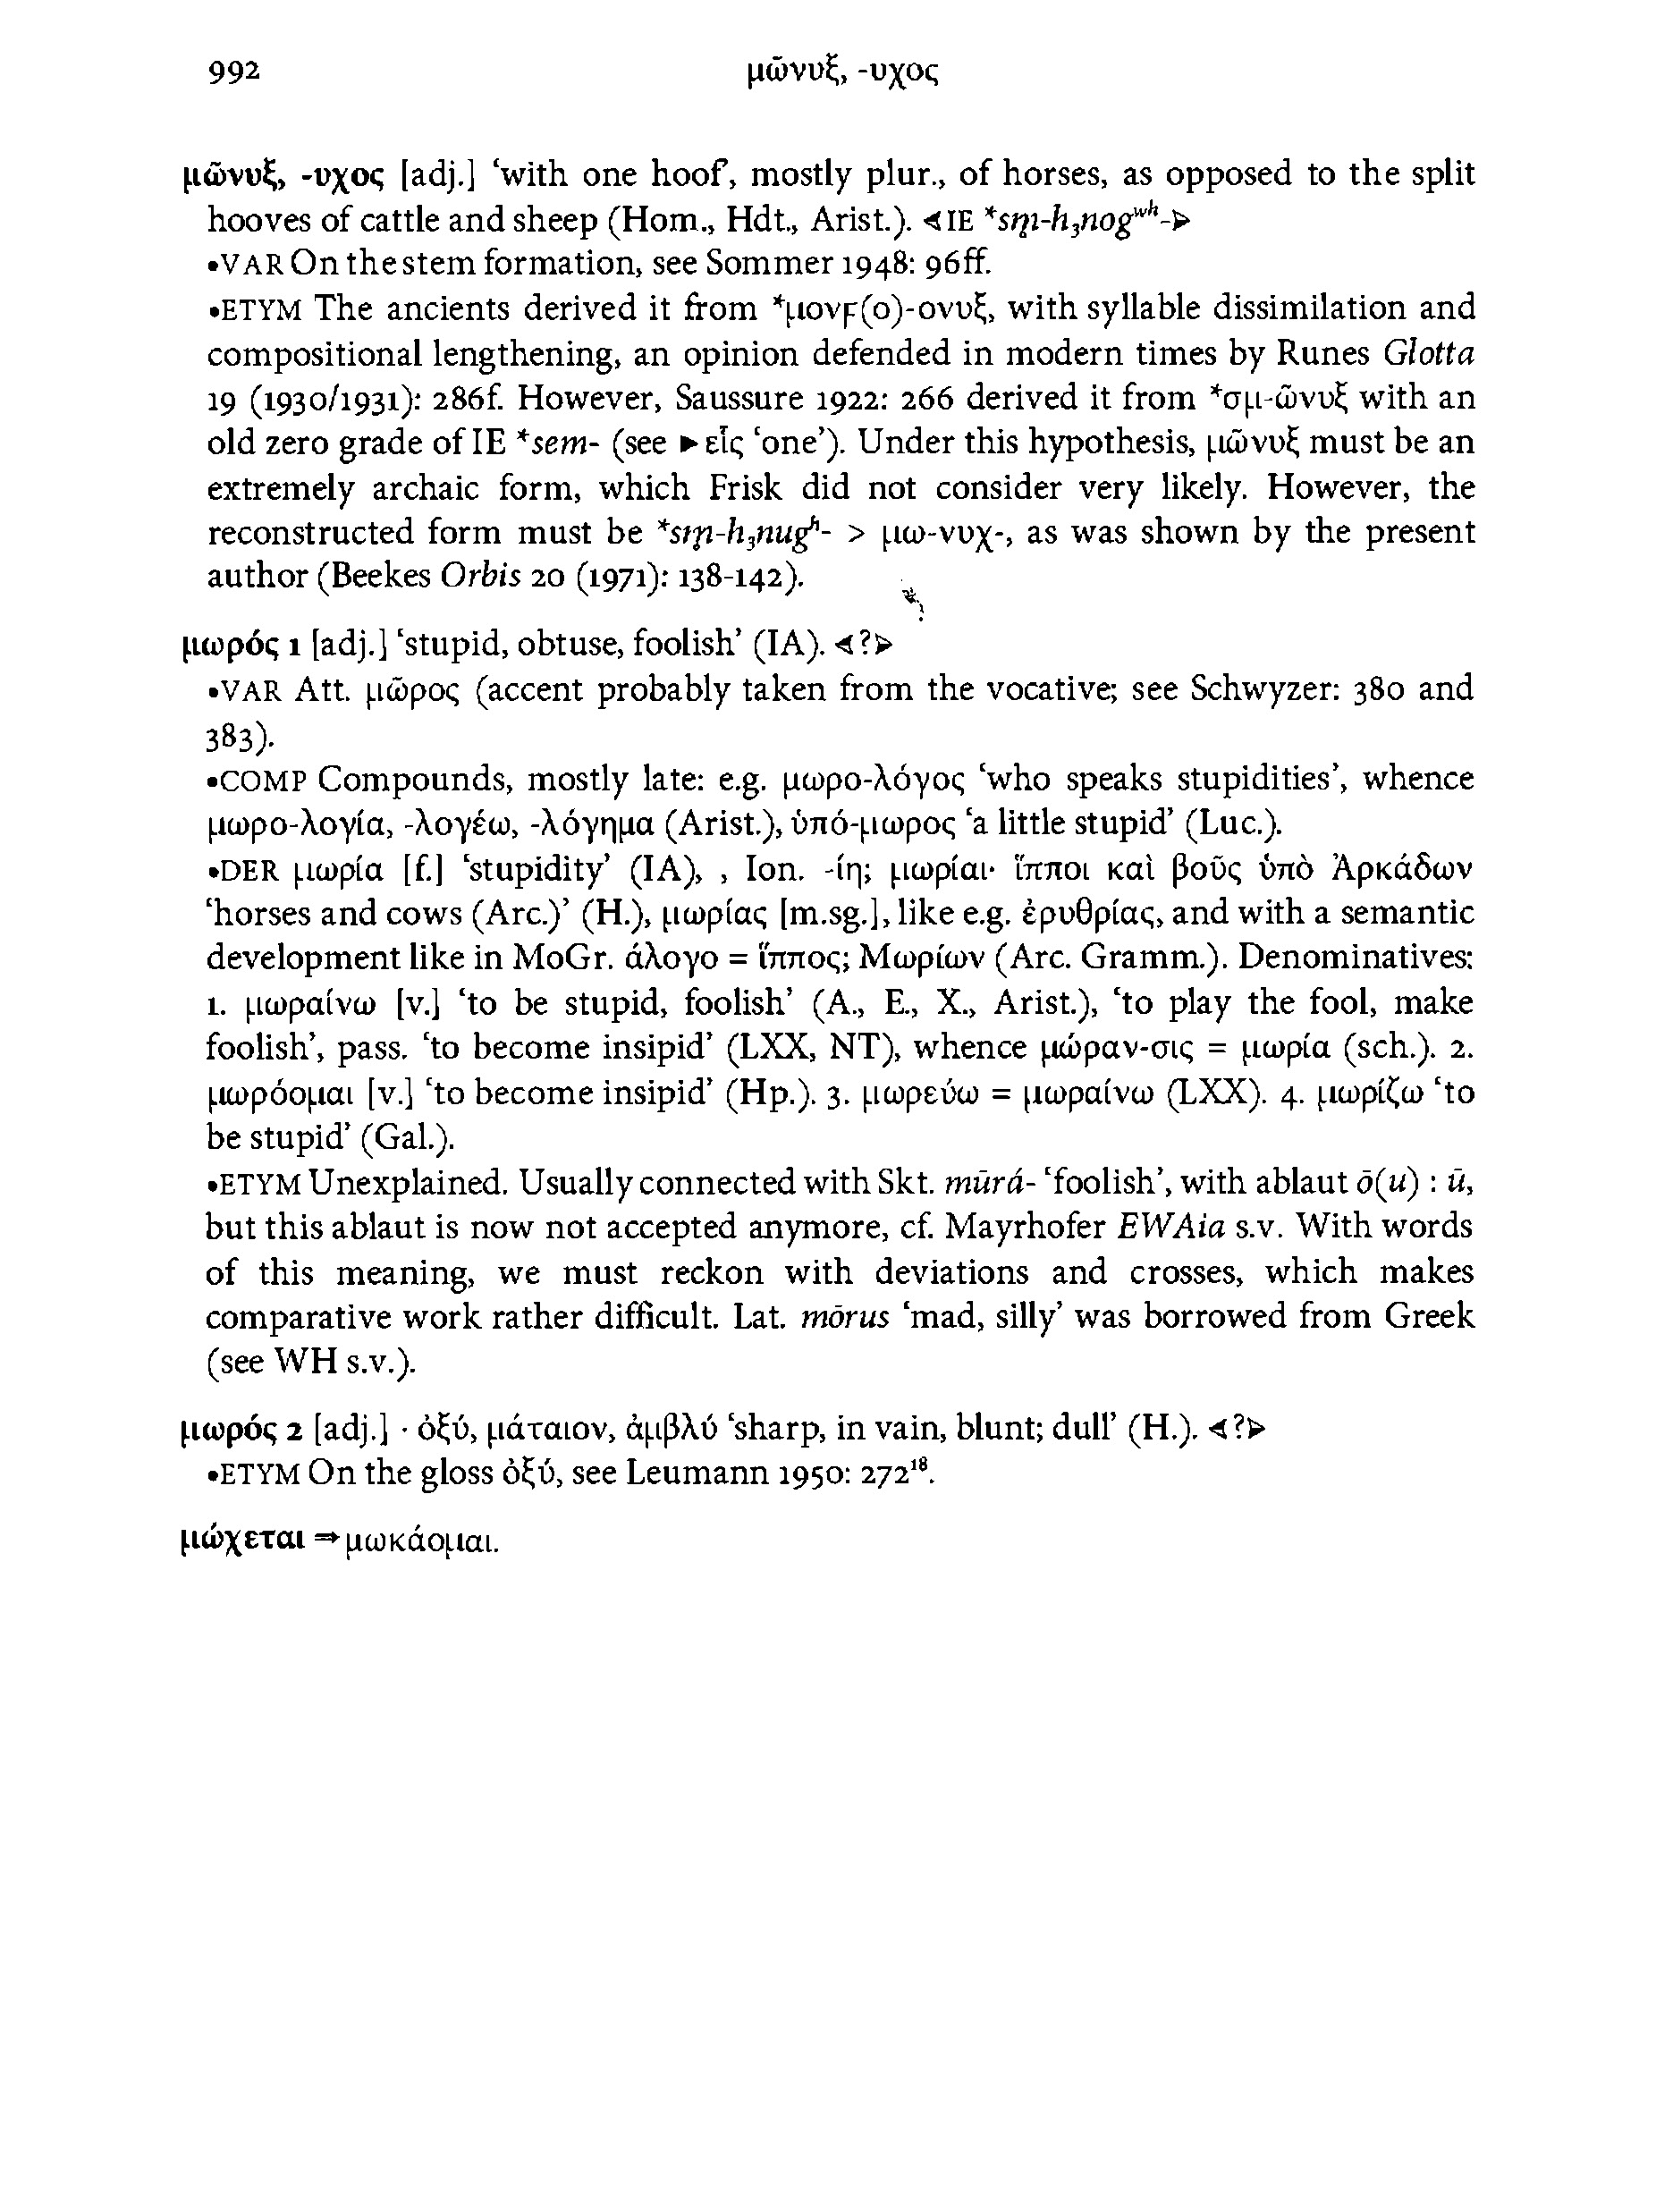 992 μῶνυξ, -υχος
μῶνυξ, -υχος [adj.] ‘with one hoof’, mostly plur., of horses, as opposed to the split
hooves of cattle and sheep (Hom., Hdt., Arist.). ⊲IE *sm̥-h₃nogʷʰ-⊳
•VAR On the stem formation, see Sommer 1948: 96ff.
•ETYM The ancients derived it from *μονϝ(ο)-ονυξ, with syllable dissimilation and
compositional lengthening, an opinion defended in modern times by Runes Glotta
19 (1930/1931): 286f. However, Saussure 1922: 266 derived it from *σμ-ῶνυξ with an
old zero grade of IE *sem- (see ►εἷς ‘one’). Under this hypothesis, μῶνυξ must be an
extremely archaic form, which Frisk did not consider very likely. However, the
reconstructed form must be *sm̥-h₃nugʰ- > μω-νυχ-, as was shown by the present
author (Beekes Orbis 20 (1971): 138-142).
μωρός 1 [adj.] ‘stupid, obtuse, foolish’ (IA). ⊲?⊳
•VAR Att. μῶρος (accent probably taken from the vocative; see Schwyzer: 380 and
383).
•COMP Compounds, mostly late: e.g. μωρο-λόγος ‘who speaks stupidities’, whence
μωρο-λογία, -λογέω, -λόγημα (Arist.), ὑπό-μωρος ‘a little stupid’ (Luc.).
•DER μωρία [f.] ‘stupidity’ (IA), , Ion. -ίη; μωρίαι· ἵπποι καὶ βοῦς ὑπὸ Ἀρκάδων
‘horses and cows (Arc.)’ (H.), μωρίας [m.sg.], like e.g. ἐρυθρίας, and with a semantic
development like in MoGr. άλογο = ἵππος; Μωρίων (Arc. Gramm.). Denominatives:
1. μωραίνω [v.] ‘to be stupid, foolish’ (A., E., X., Arist.), ‘to play the fool, make
foolish’, pass. ‘to become insipid’ (LXX, NT), whence μώραν-σις = μωρία (sch.). 2.
μωρόομαι [v.] ‘to become insipid’ (Hp.). 3. μωρεύω = μωραίνω (LXX). 4. μωρίζω ‘to
be stupid’ (Gal.).
•ETYM Unexplained. Usually connected with Skt. mūrá- ‘foolish’, with ablaut ō(u) : ū,
but this ablaut is now not accepted anymore, cf. Mayrhofer EWAia s.v. With words
of this meaning, we must reckon with deviations and crosses, which makes
comparative work rather difficult. Lat. mōrus ‘mad, silly’ was borrowed from Greek
(see WH s.v.).
μωρός 2 [adj.] · ὀξύ, μάταιον, ἀμβλύ ‘sharp, in vain, blunt; dull’ (H.). ⊲?⊳
•ETYM On the gloss ὀξύ, see Leumann 1950: 272¹⁸.
μώχεται ⇒ μωκάομαι.